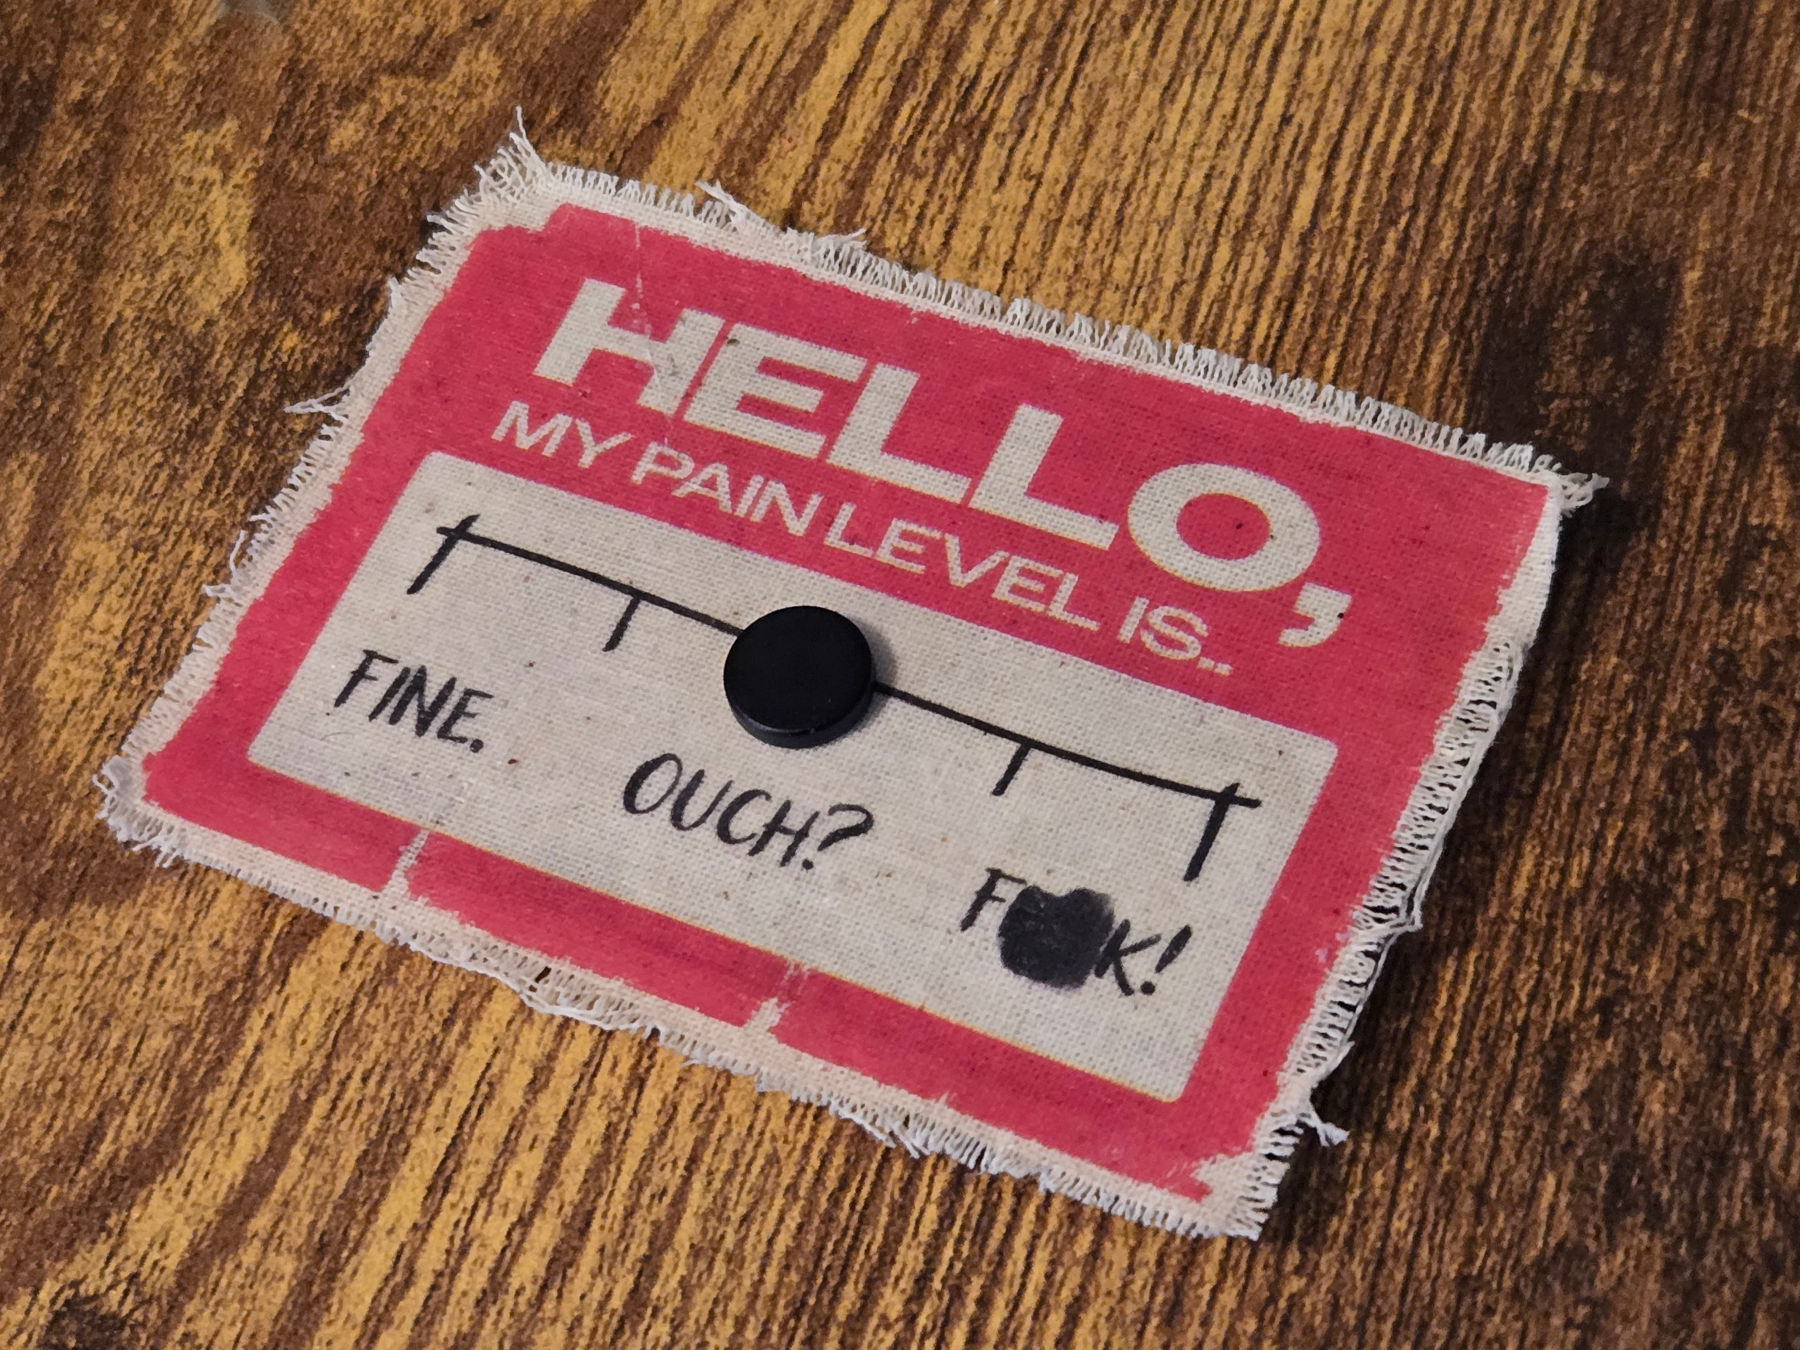 HELLO,
MY PAIN LEVEL IS..
FINE.
OUCH?
F K!